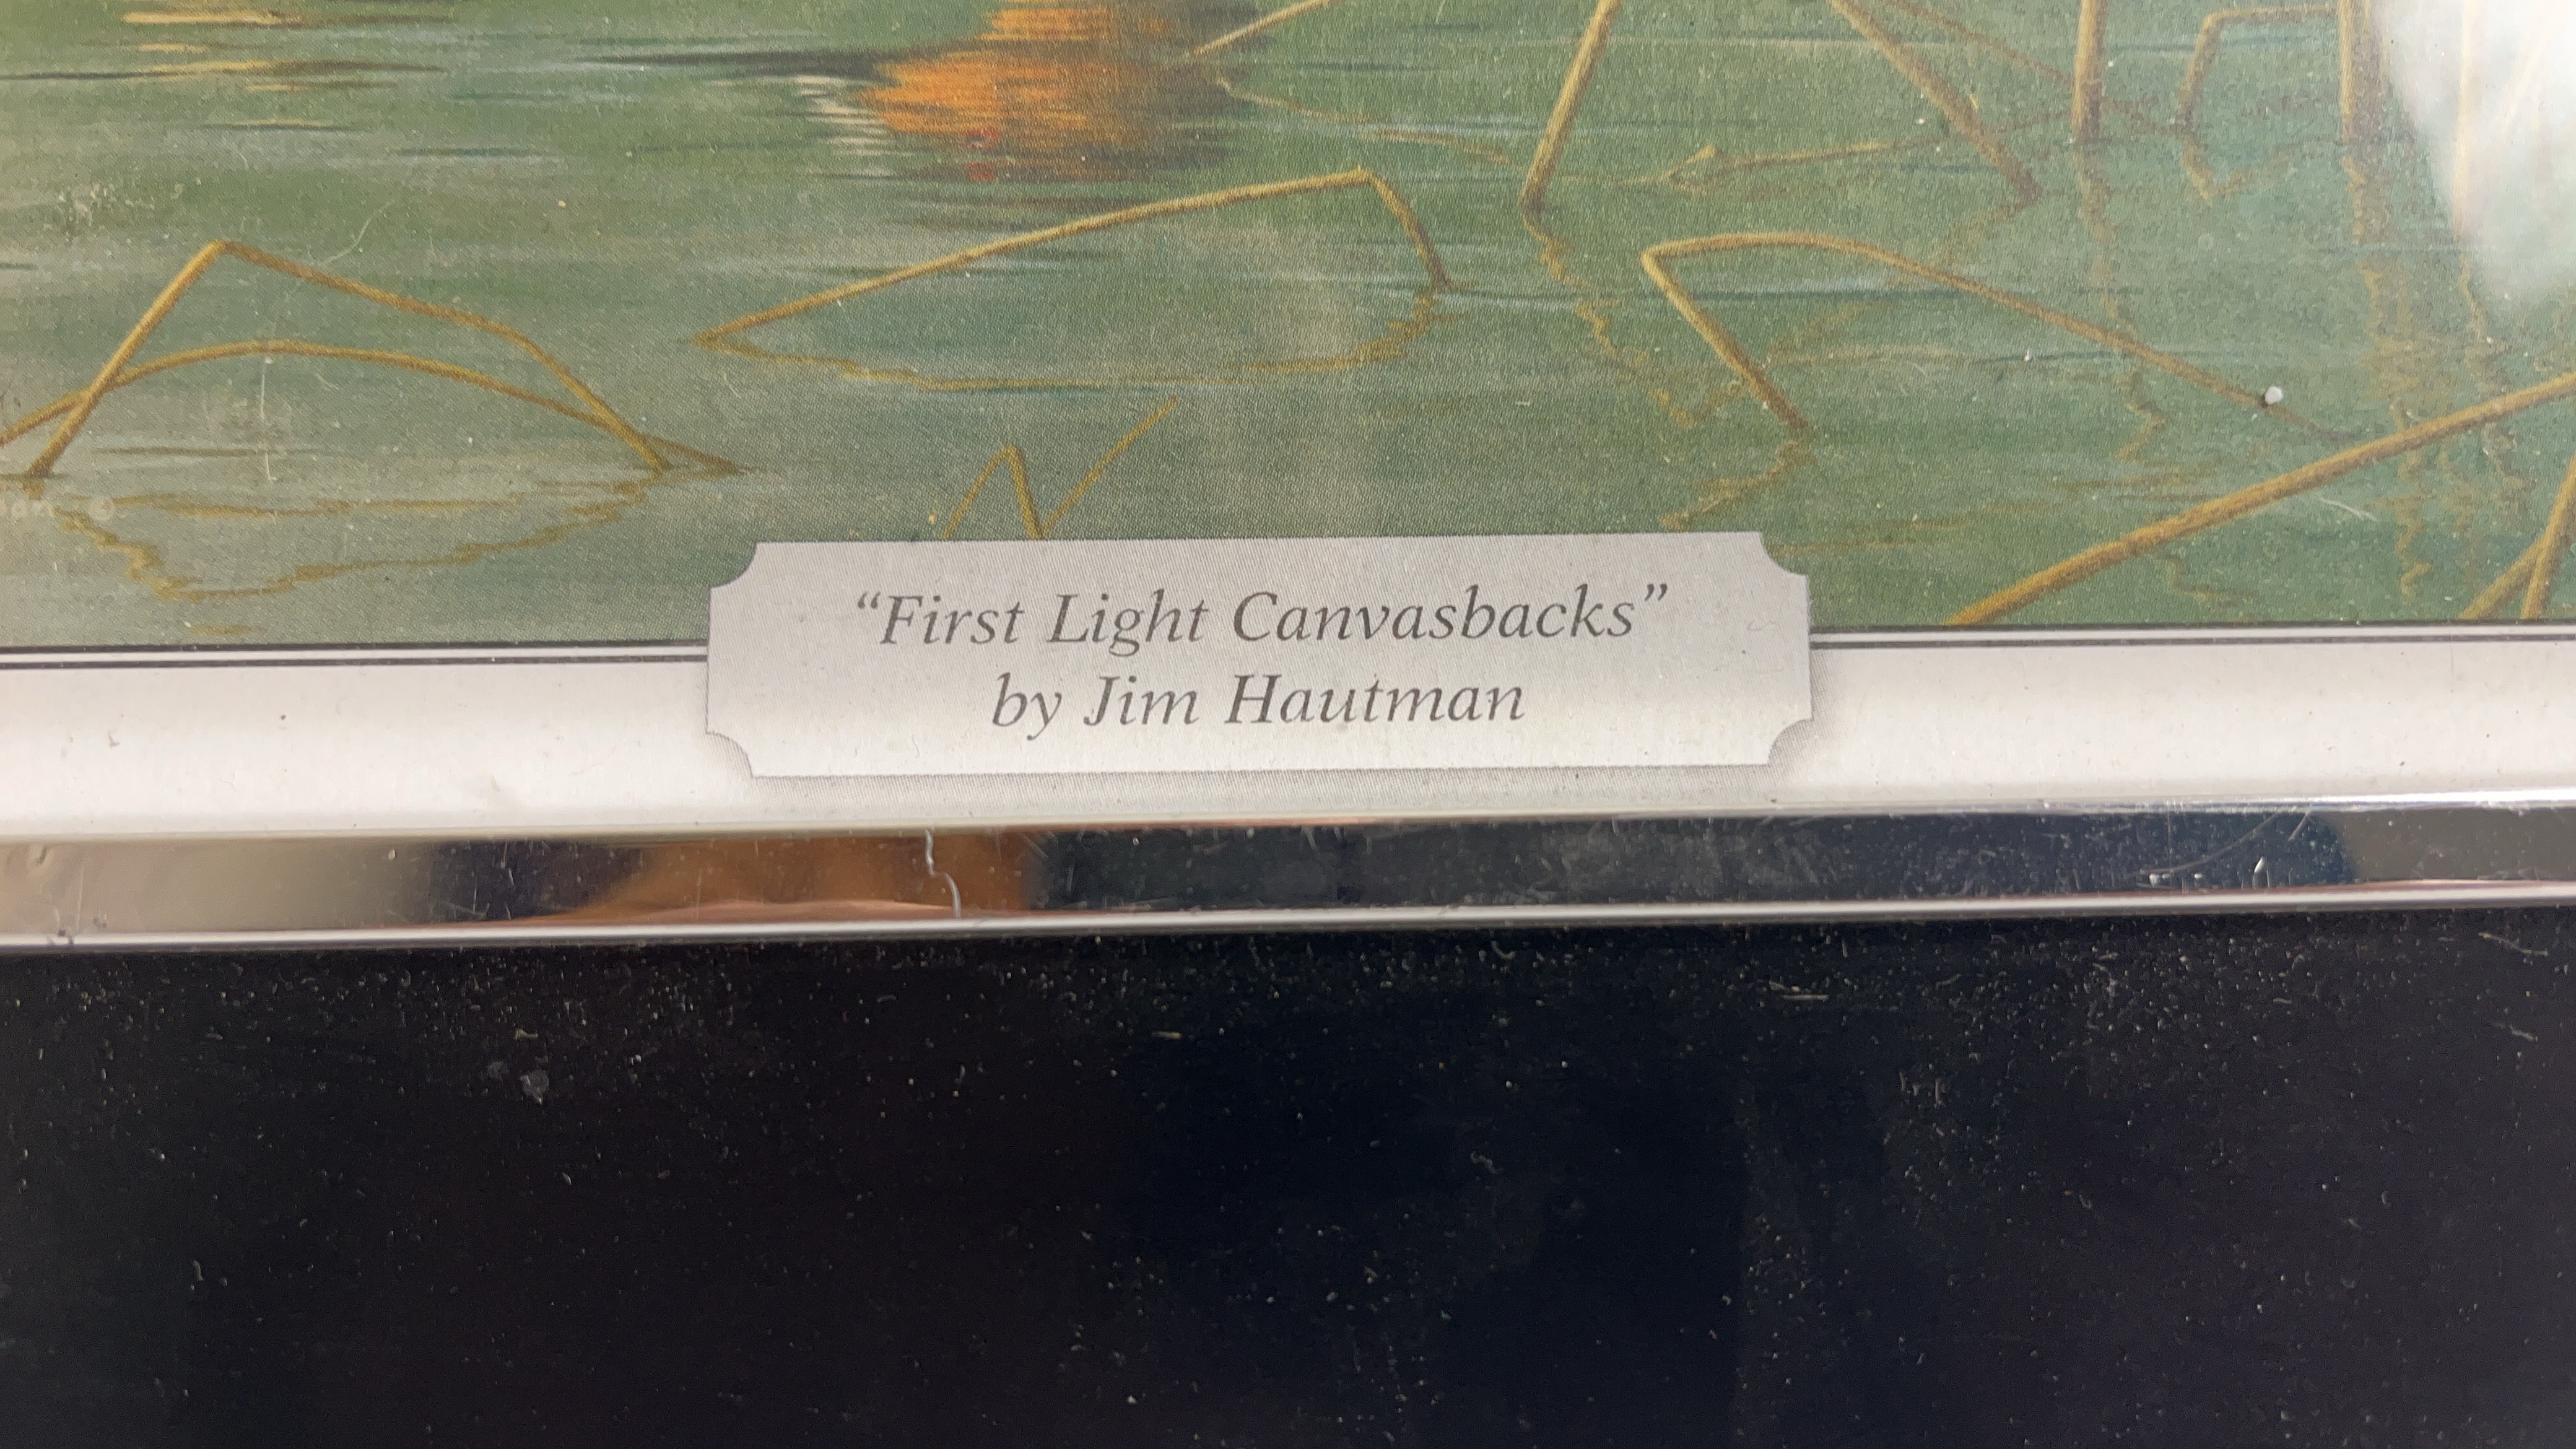 “First Light Canvasbacks”
by Jim Hautman